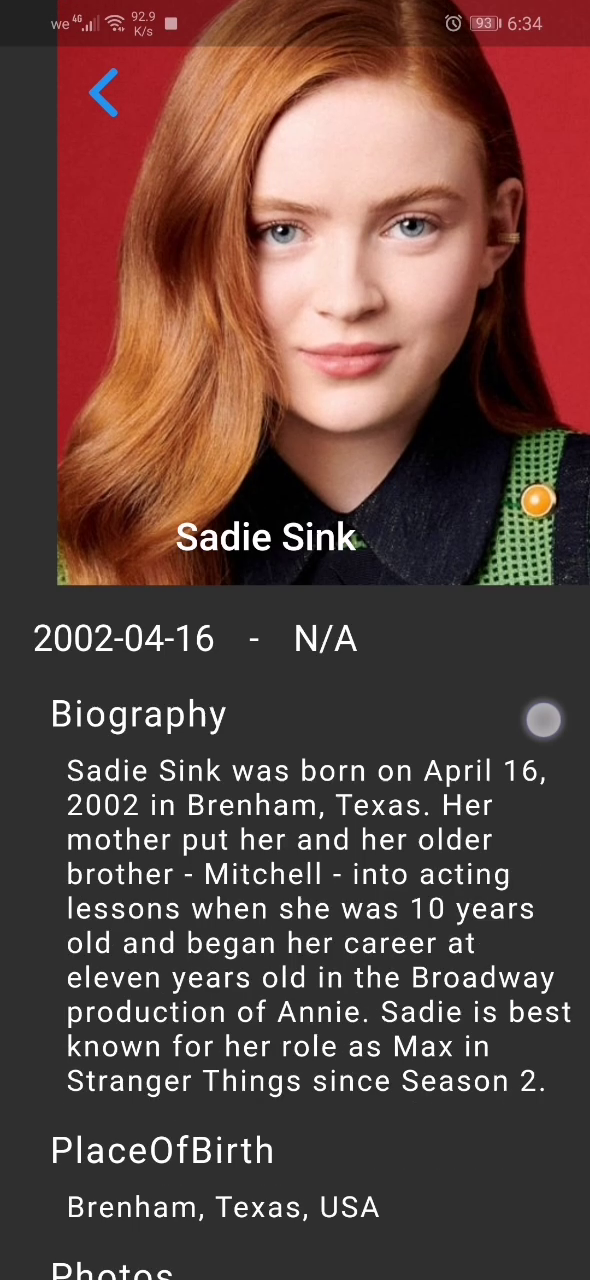 we 4G 92.9 K/s 93 6:34
Sadie Sink
2002-04-16 - N/A
Biography
Sadie Sink was born on April 16,
2002 in Brenham, Texas. Her
mother put her and her older
brother - Mitchell - into acting
lessons when she was 10 years
old and began her career at
eleven years old in the Broadway
production of Annie. Sadie is best
known for her role as Max in
Stranger Things since Season 2.
PlaceOfBirth
Brenham, Texas, USA
Photos